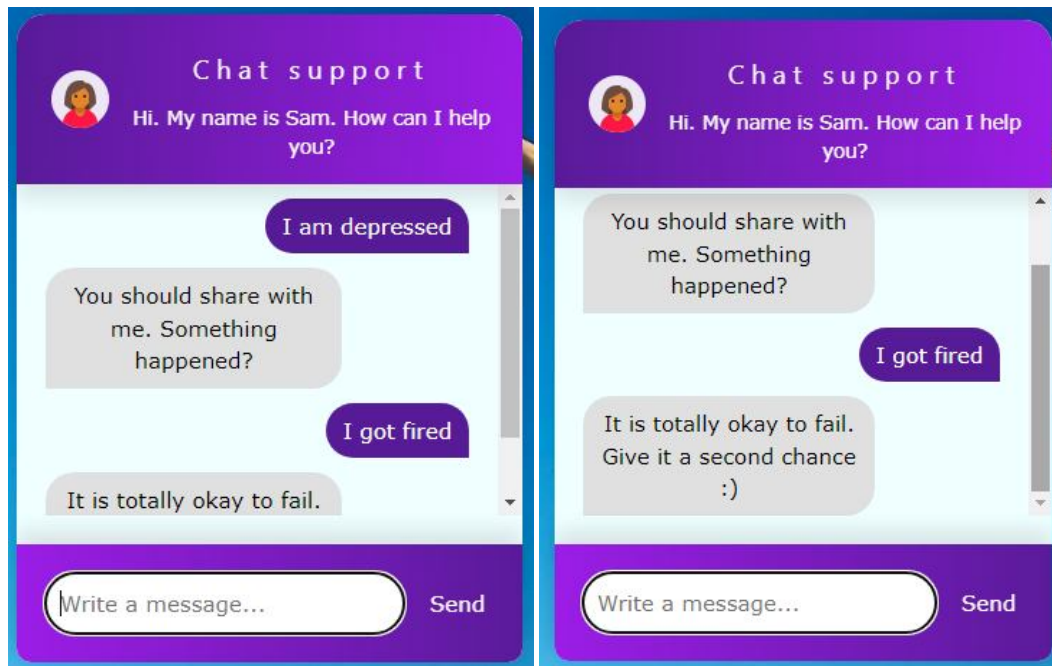 Chat support
Hi. My name is Sam. How can I help
you?
I am depressed
You should share with
me. Something
happened?
I got fired
It is totally okay to fail.
Write a message...
Send
Chat support
Hi. My name is Sam. How can I help
you?
You should share with
me. Something
happened?
I got fired
It is totally okay to fail.
Give it a second chance
:)
Write a message...
Send